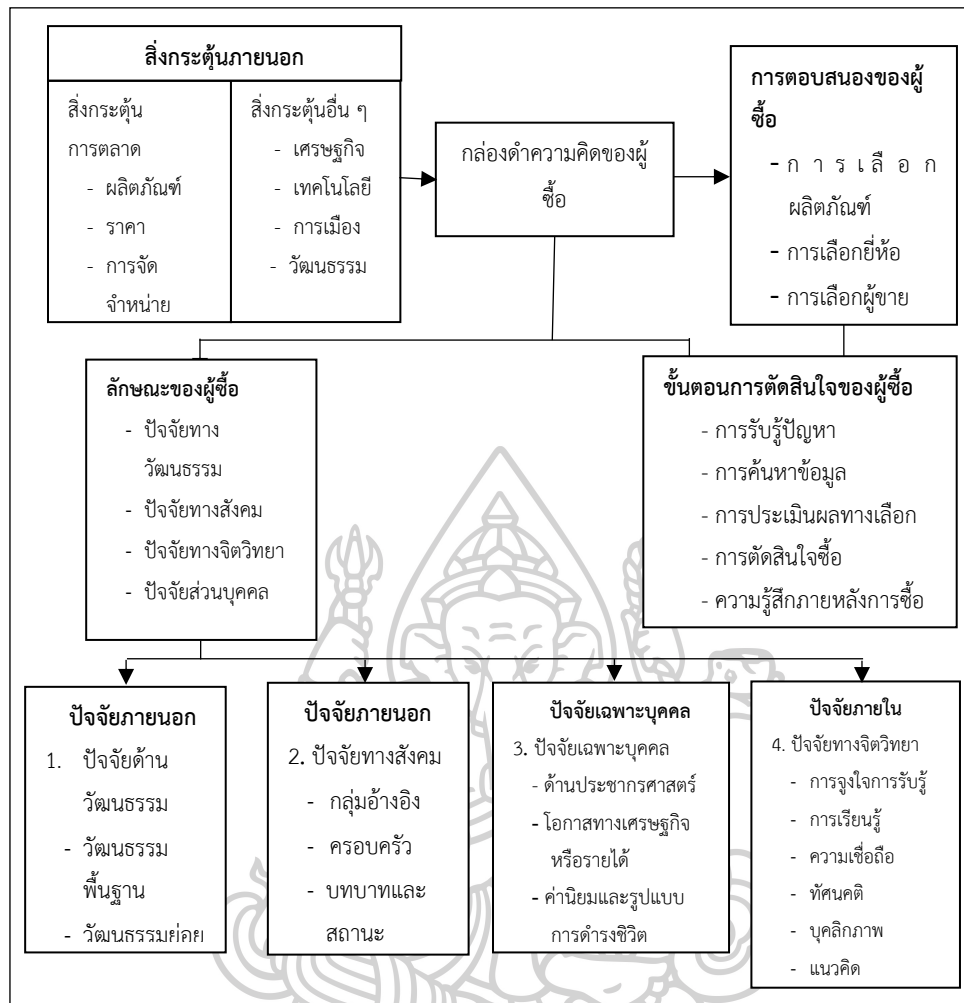 สิ่งกระตุ้นภายนอก
สิ่งกระตุ้น
การตลาด
- ผลิตภัณฑ์
- ราคา
- การจัด
จำหน่าย
สิ่งกระตุ้นอื่น ๆ
- เศรษฐกิจ
- เทคโนโลยี
- การเมือง
- วัฒนธรรม
กล่องดำความคิดของผู้
ซื้อ
การตอบสนองของผู้
ซื้อ
- ก า ร เ ลื อ ก
ผลิตภัณฑ์
- การเลือกยี่ห้อ
- การเลือกผู้ขาย
ลักษณะของผู้ซื้อ
- ปัจจัยทาง
วัฒนธรรม
- ปัจจัยทางสังคม
- ปัจจัยทางจิตวิทยา
- ปัจจัยส่วนบุคคล
ขั้นตอนการตัดสินใจของผู้ซื้อ
- การรับรู้ปัญหา
- การค้นหาข้อมูล
- การประเมินผลทางเลือก
- การตัดสินใจซื้อ
- ความรู้สึกภายหลังการซื้อ
ปัจจัยภายนอก
1. ปัจจัยด้าน
วัฒนธรรม
- วัฒนธรรม
พื้นฐาน
- วัฒนธรรมย่อย
ปัจจัยภายนอก
2. ปัจจัยทางสังคม
- กลุ่มอ้างอิง
- ครอบครัว
- บทบาทและ
สถานะ
ปัจจัยเฉพาะบุคคล
3. ปัจจัยเฉพาะบุคคล
- ด้านประชากรศาสตร์
- โอกาสทางเศรษฐกิจ
หรือรายได้
- ค่านิยมและรูปแบบ
การดำรงชีวิต
ปัจจัยภายใน
4. ปัจจัยทางจิตวิทยา
- การจูงใจการรับรู้
- การเรียนรู้
- ความเชื่อถือ
- ทัศนคติ
- บุคลิกภาพ
- แนวคิด